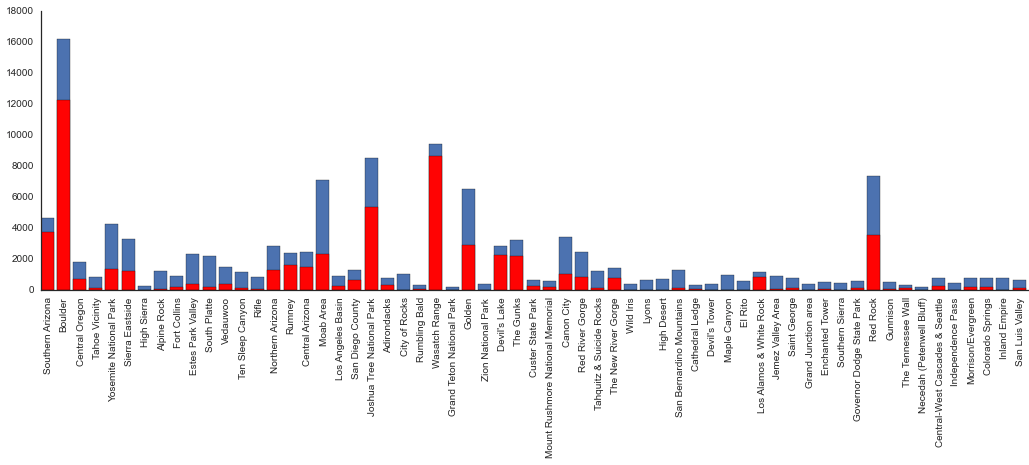 18000
16000
14000
12000
10000
8000
6000
4000
2000
0
Southern Arizona
Boulder
Central Oregon
Tahoe Vicinity
Yosemite National Park
Sierra Eastside
High Sierra
Alpine Rock
Fort Collins
Estes Park Valley
South Platte
Vedauwoo
Ten Sleep Canyon
Rifle
Northern Arizona
Rumney
Central Arizona
Moab Area
Los Angeles Basin
San Diego County
Joshua Tree National Park
Adirondacks
City of Rocks
Rumbling Bald
Wasatch Range
Grand Teton National Park
Golden
Zion National Park
Devil's Lake
The Gunks
Custer State Park
Mount Rushmore National Memorial
Canon City
Red River Gorge
Tahquitz & Suicide Rocks
The New River Gorge
Wild Iris
Lyons
High Desert
San Bernardino Mountains
Cathedral Ledge
Devil's Tower
Maple Canyon
El Rito
Los Alamos & White Rock
Jemez Valley Area
Saint George
Grand Junction area
Enchanted Tower
Southern Sierra
Governor Dodge State Park
Red Rock
Gunnison
The Tennessee Wall
Necedah (Petenwell Bluff)
Central-West Cascades & Seattle
Independence Pass
Morrison/Evergreen
Colorado Springs
Inland Empire
San Luis Valley